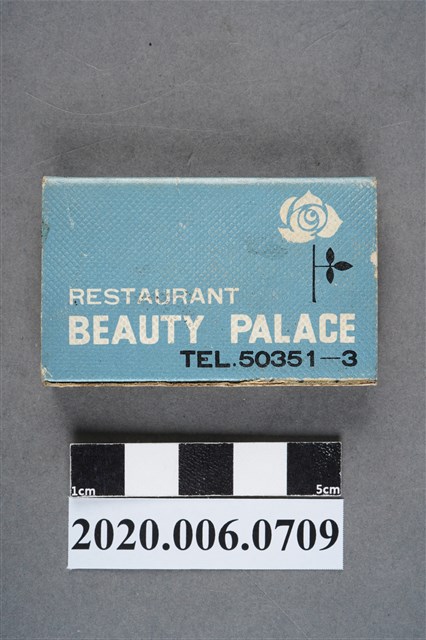 RESTAURANT
BEAUTY PALACE
TEL.50351-3
1cm 5cm
2020.006.0709